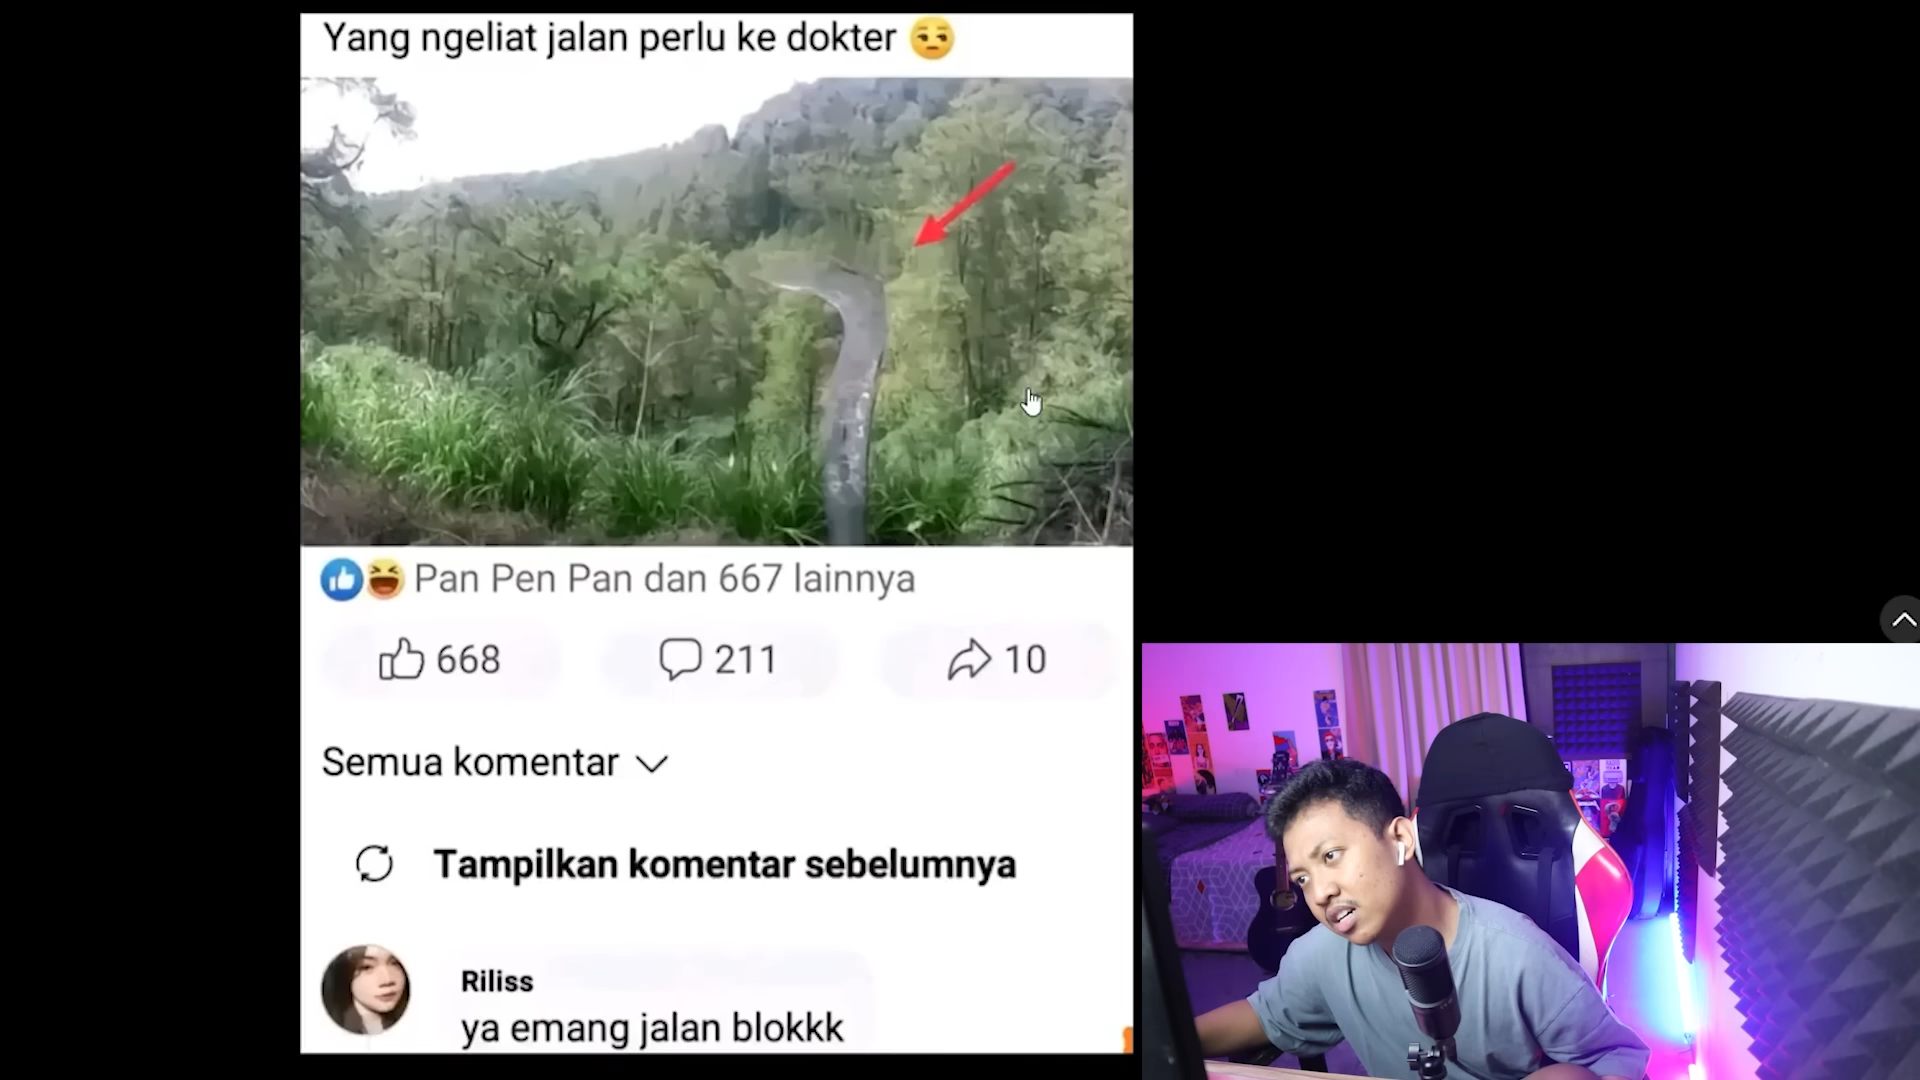 Yang ngeliat jalan perlu ke dokter 😒
Pan Pen Pan dan 667 lainnya
668 211 10
Semua komentar
Tampilkan komentar sebelumnya
Riliss
ya emang jalan blokkk